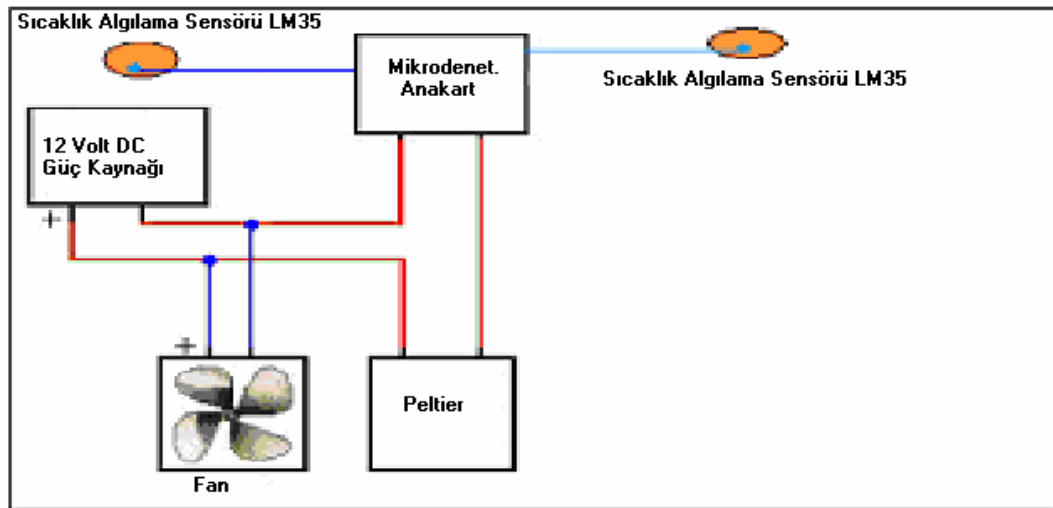 Sıcaklık Algılama Sensörü LM35
Mikrodenet.
Anakart
Sıcaklık Algılama Sensörü LM35
12 Volt DC
Güç Kaynağı
+
+
Peltier
Fan